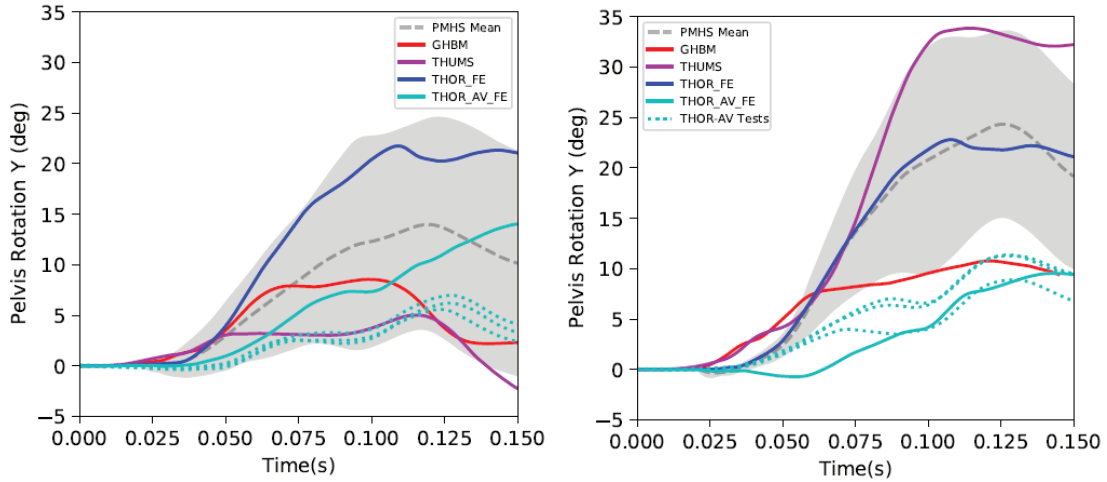 35
30
25
20
15
10
5
0
−5
Pelvis Rotation Y (deg)
PMHS Mean
GHBM
THUMS
THOR_FE
THOR_AV_FE
0.000 0.025 0.050 0.075 0.100 0.125 0.150
Time(s)
35
30
25
20
15
10
5
0
−5
Pelvis Rotation Y (deg)
PMHS Mean
GHBM
THUMS
THOR_FE
THOR_AV_FE
THOR-AV Tests
0.000 0.025 0.050 0.075 0.100 0.125 0.150
Time(s)